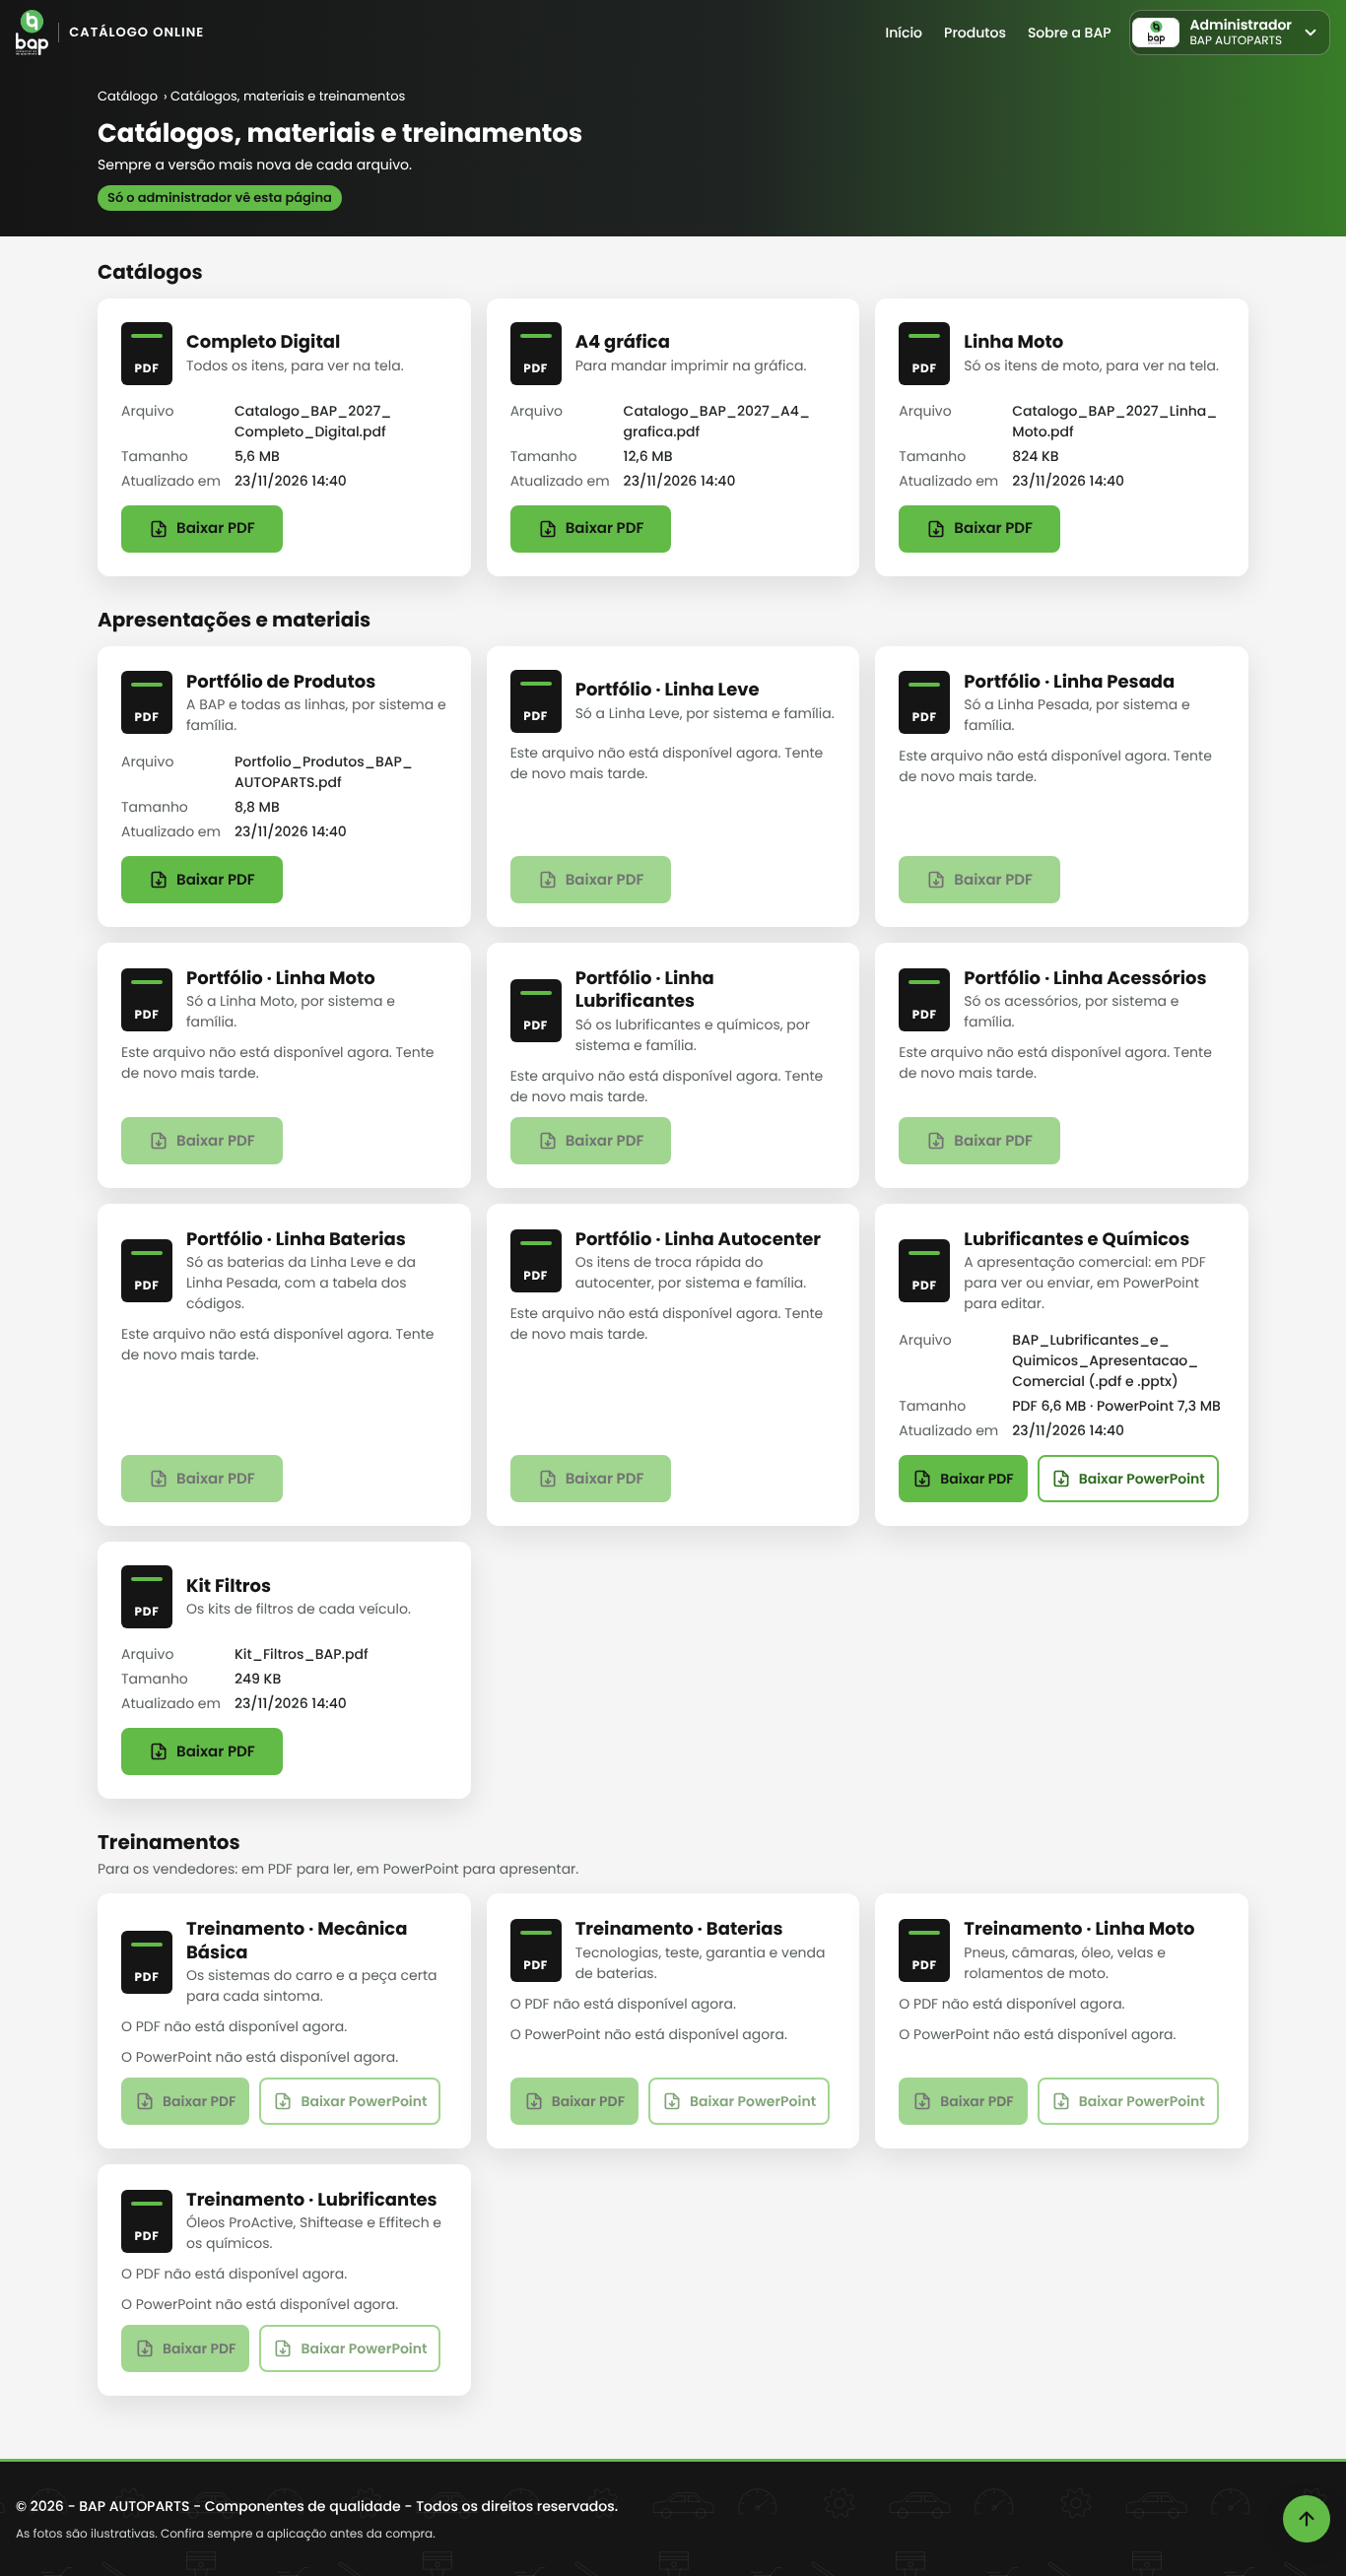 bap
CATÁLOGO ONLINE
Início
Produtos
Sobre a BAP
bap
Administrador
BAP AUTOPARTS
Catálogo › Catálogos, materiais e treinamentos
Catálogos, materiais e treinamentos
Sempre a versão mais nova de cada arquivo.
Só o administrador vê esta página
Catálogos
PDF
Completo Digital
Todos os itens, para ver na tela.
Arquivo
Catalogo_BAP_2027_
Completo_Digital.pdf
Tamanho
5,6 MB
Atualizado em
23/11/2026 14:40
Baixar PDF
PDF
A4 gráfica
Para mandar imprimir na gráfica.
Arquivo
Catalogo_BAP_2027_A4_
grafica.pdf
Tamanho
12,6 MB
Atualizado em
23/11/2026 14:40
Baixar PDF
PDF
Linha Moto
Só os itens de moto, para ver na tela.
Arquivo
Catalogo_BAP_2027_Linha_
Moto.pdf
Tamanho
824 KB
Atualizado em
23/11/2026 14:40
Baixar PDF
Apresentações e materiais
PDF
Portfólio de Produtos
A BAP e todas as linhas, por sistema e
família.
Arquivo
Portfolio_Produtos_BAP_
AUTOPARTS.pdf
Tamanho
8,8 MB
Atualizado em
23/11/2026 14:40
Baixar PDF
PDF
Portfólio · Linha Leve
Só a Linha Leve, por sistema e família.
Este arquivo não está disponível agora. Tente
de novo mais tarde.
Baixar PDF
PDF
Portfólio · Linha Pesada
Só a Linha Pesada, por sistema e
família.
Este arquivo não está disponível agora. Tente
de novo mais tarde.
Baixar PDF
PDF
Portfólio · Linha Moto
Só a Linha Moto, por sistema e
família.
Este arquivo não está disponível agora. Tente
de novo mais tarde.
Baixar PDF
PDF
Portfólio · Linha
Lubrificantes
Só os lubrificantes e químicos, por
sistema e família.
Este arquivo não está disponível agora. Tente
de novo mais tarde.
Baixar PDF
PDF
Portfólio · Linha Acessórios
Só os acessórios, por sistema e
família.
Este arquivo não está disponível agora. Tente
de novo mais tarde.
Baixar PDF
PDF
Portfólio · Linha Baterias
Só as baterias da Linha Leve e da
Linha Pesada, com a tabela dos
códigos.
Este arquivo não está disponível agora. Tente
de novo mais tarde.
Baixar PDF
PDF
Portfólio · Linha Autocenter
Os itens de troca rápida do
autocenter, por sistema e família.
Este arquivo não está disponível agora. Tente
de novo mais tarde.
Baixar PDF
PDF
Lubrificantes e Químicos
A apresentação comercial: em PDF
para ver ou enviar, em PowerPoint
para editar.
Arquivo
BAP_Lubrificantes_e_
Quimicos_Apresentacao_
Comercial (.pdf e .pptx)
Tamanho
PDF 6,6 MB · PowerPoint 7,3 MB
Atualizado em
23/11/2026 14:40
Baixar PDF
Baixar PowerPoint
PDF
Kit Filtros
Os kits de filtros de cada veículo.
Arquivo
Kit_Filtros_BAP.pdf
Tamanho
249 KB
Atualizado em
23/11/2026 14:40
Baixar PDF
Treinamentos
Para os vendedores: em PDF para ler, em PowerPoint para apresentar.
PDF
Treinamento · Mecânica
Básica
Os sistemas do carro e a peça certa
para cada sintoma.
O PDF não está disponível agora.
O PowerPoint não está disponível agora.
Baixar PDF
Baixar PowerPoint
PDF
Treinamento · Baterias
Tecnologias, teste, garantia e venda
de baterias.
O PDF não está disponível agora.
O PowerPoint não está disponível agora.
Baixar PDF
Baixar PowerPoint
PDF
Treinamento · Linha Moto
Pneus, câmaras, óleo, velas e
rolamentos de moto.
O PDF não está disponível agora.
O PowerPoint não está disponível agora.
Baixar PDF
Baixar PowerPoint
PDF
Treinamento · Lubrificantes
Óleos ProActive, Shiftease e Effitech e
os químicos.
O PDF não está disponível agora.
O PowerPoint não está disponível agora.
Baixar PDF
Baixar PowerPoint
© 2026 - BAP AUTOPARTS - Componentes de qualidade - Todos os direitos reservados.
As fotos são ilustrativas. Confira sempre a aplicação antes da compra.